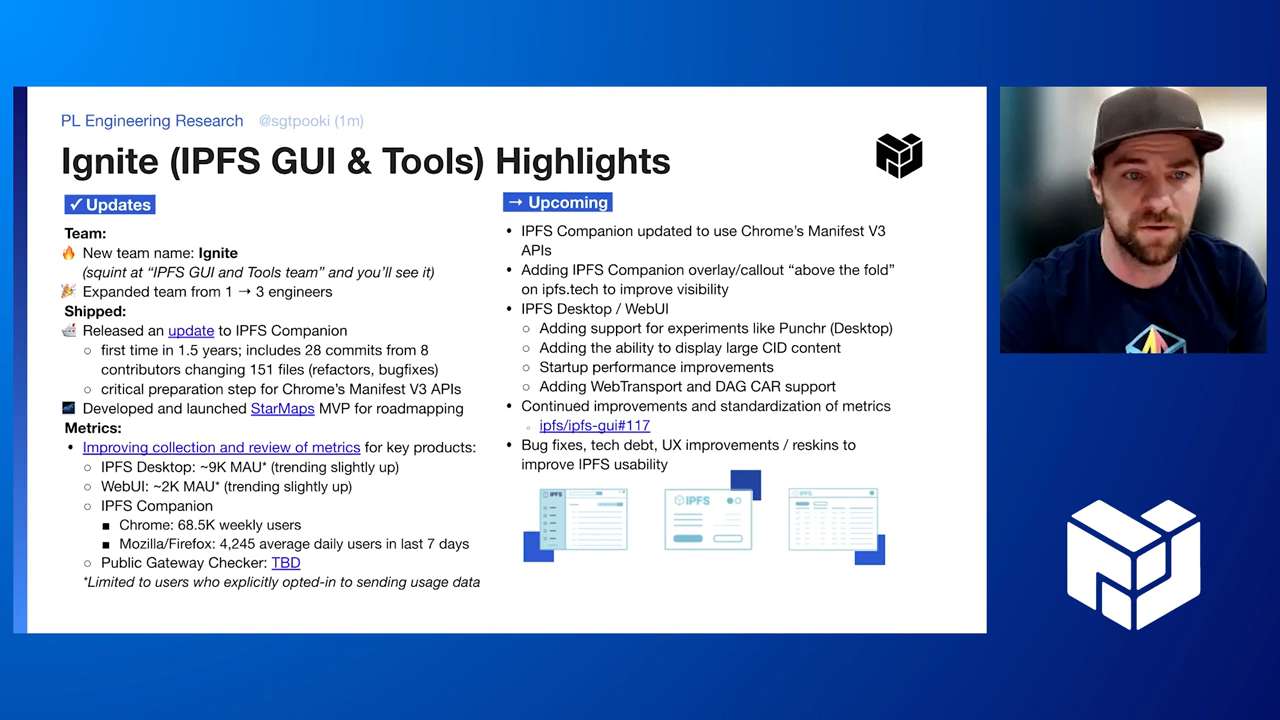 PL Engineering Research @sgtpooki (1m)
Ignite (IPFS GUI & Tools) Highlights
✓ Updates
Team:
🔥 New team name: Ignite
(squint at “IPFS GUI and Tools team” and you’ll see it)
🎉 Expanded team from 1 → 3 engineers
Shipped:
🚢 Released an update to IPFS Companion
○ first time in 1.5 years; includes 28 commits from 8
contributors changing 151 files (refactors, bugfixes)
○ critical preparation step for Chrome’s Manifest V3 APIs
🌌 Developed and launched StarMaps MVP for roadmapping
Metrics:
• Improving collection and review of metrics for key products:
○ IPFS Desktop: ~9K MAU* (trending slightly up)
○ WebUI: ~2K MAU* (trending slightly up)
○ IPFS Companion
■ Chrome: 68.5K weekly users
■ Mozilla/Firefox: 4,245 average daily users in last 7 days
○ Public Gateway Checker: TBD
*Limited to users who explicitly opted-in to sending usage data
→ Upcoming
• IPFS Companion updated to use Chrome’s Manifest V3
APIs
• Adding IPFS Companion overlay/callout “above the fold”
on ipfs.tech to improve visibility
• IPFS Desktop / WebUI
○ Adding support for experiments like Punchr (Desktop)
○ Adding the ability to display large CID content
○ Startup performance improvements
○ Adding WebTransport and DAG CAR support
• Continued improvements and standardization of metrics
○ ipfs/ipfs-gui#117
• Bug fixes, tech debt, UX improvements / reskins to
improve IPFS usability
IPFS
IPFS